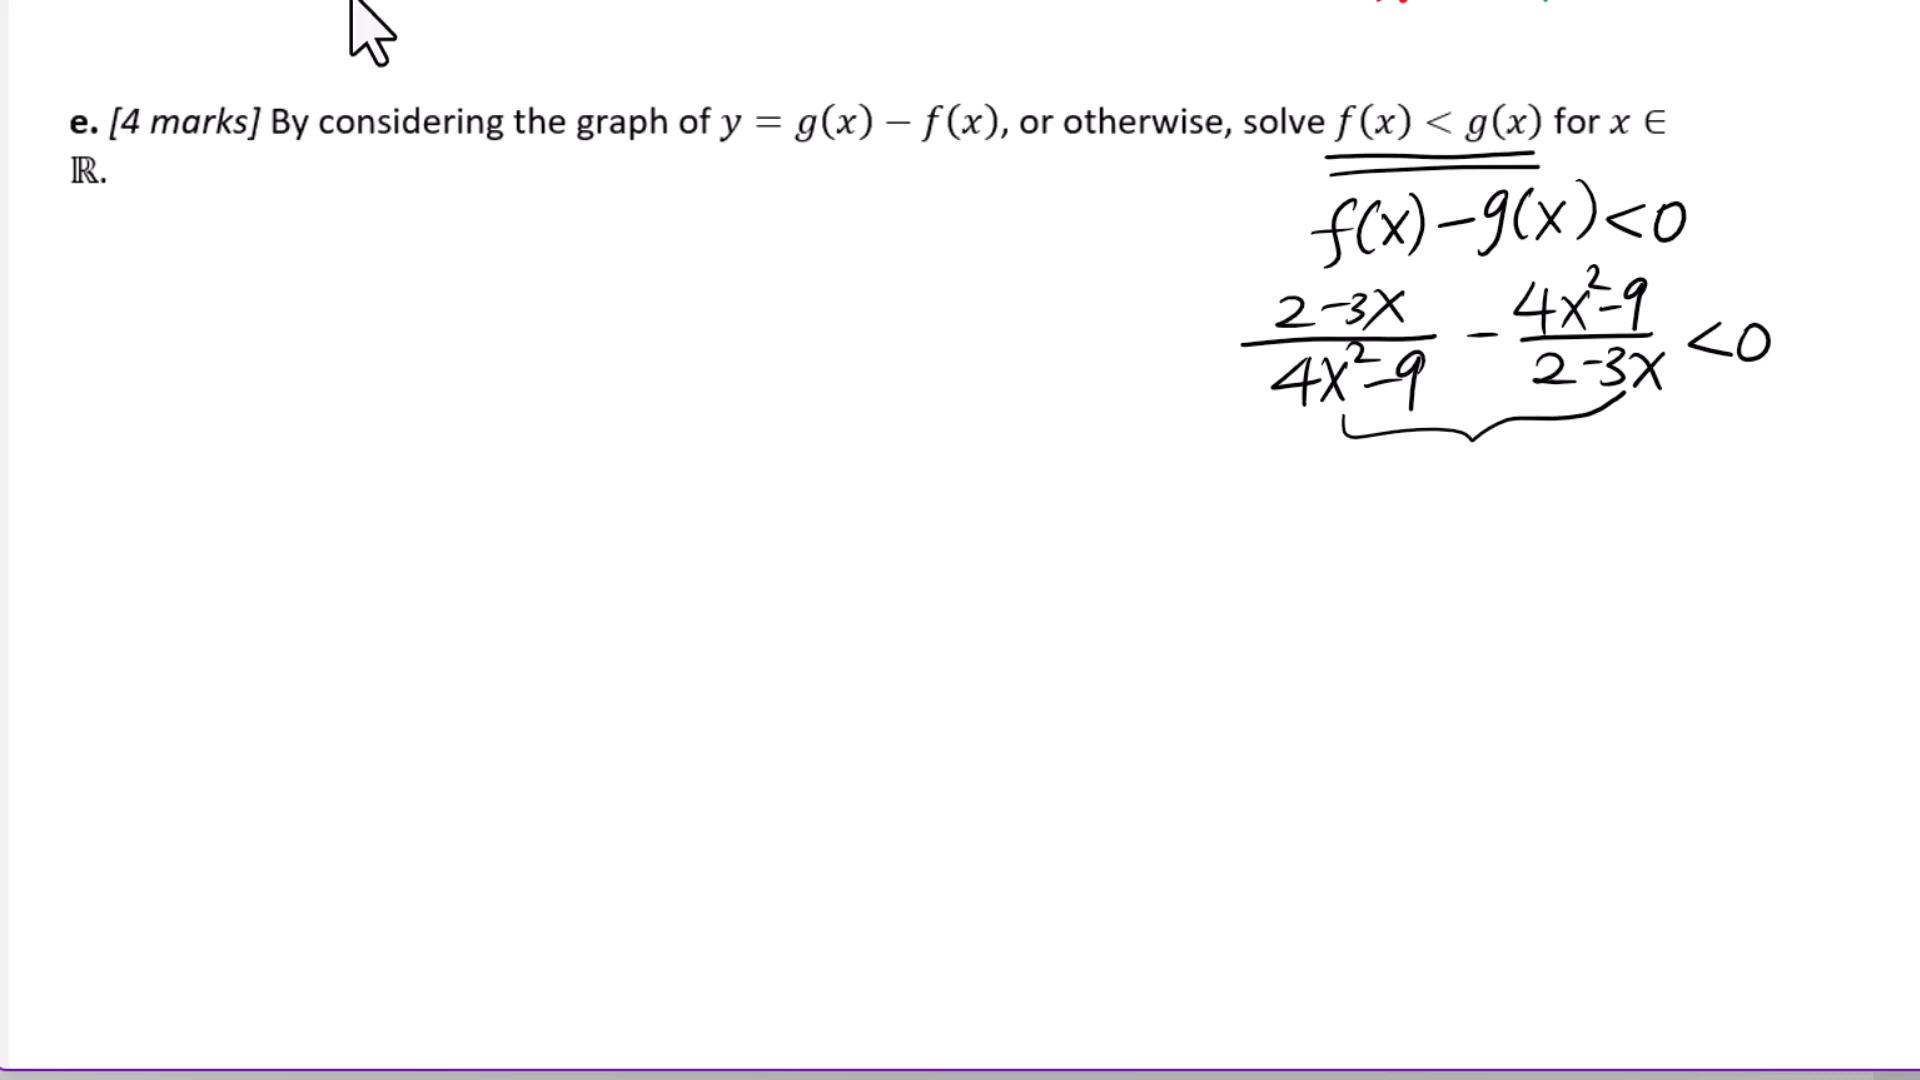 e. [4 marks] By considering the graph of y = g(x) − f(x), or otherwise, solve f(x) < g(x) for x ∈
ℝ.
f(x)−g(x)<0
(2−3x)/(4x²−9) − (4x²−9)/(2−3x) <0